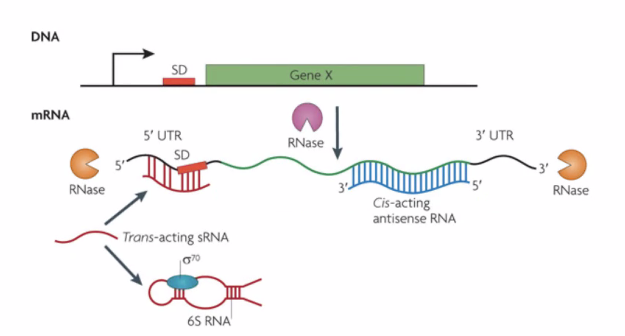 DNA
SD
Gene X
mRNA
RNase
5′ UTR
3′ UTR
SD
5′
3′
RNase
RNase
3′
5′
Cis-acting
antisense RNA
Trans-acting sRNA
σ70
6S RNA